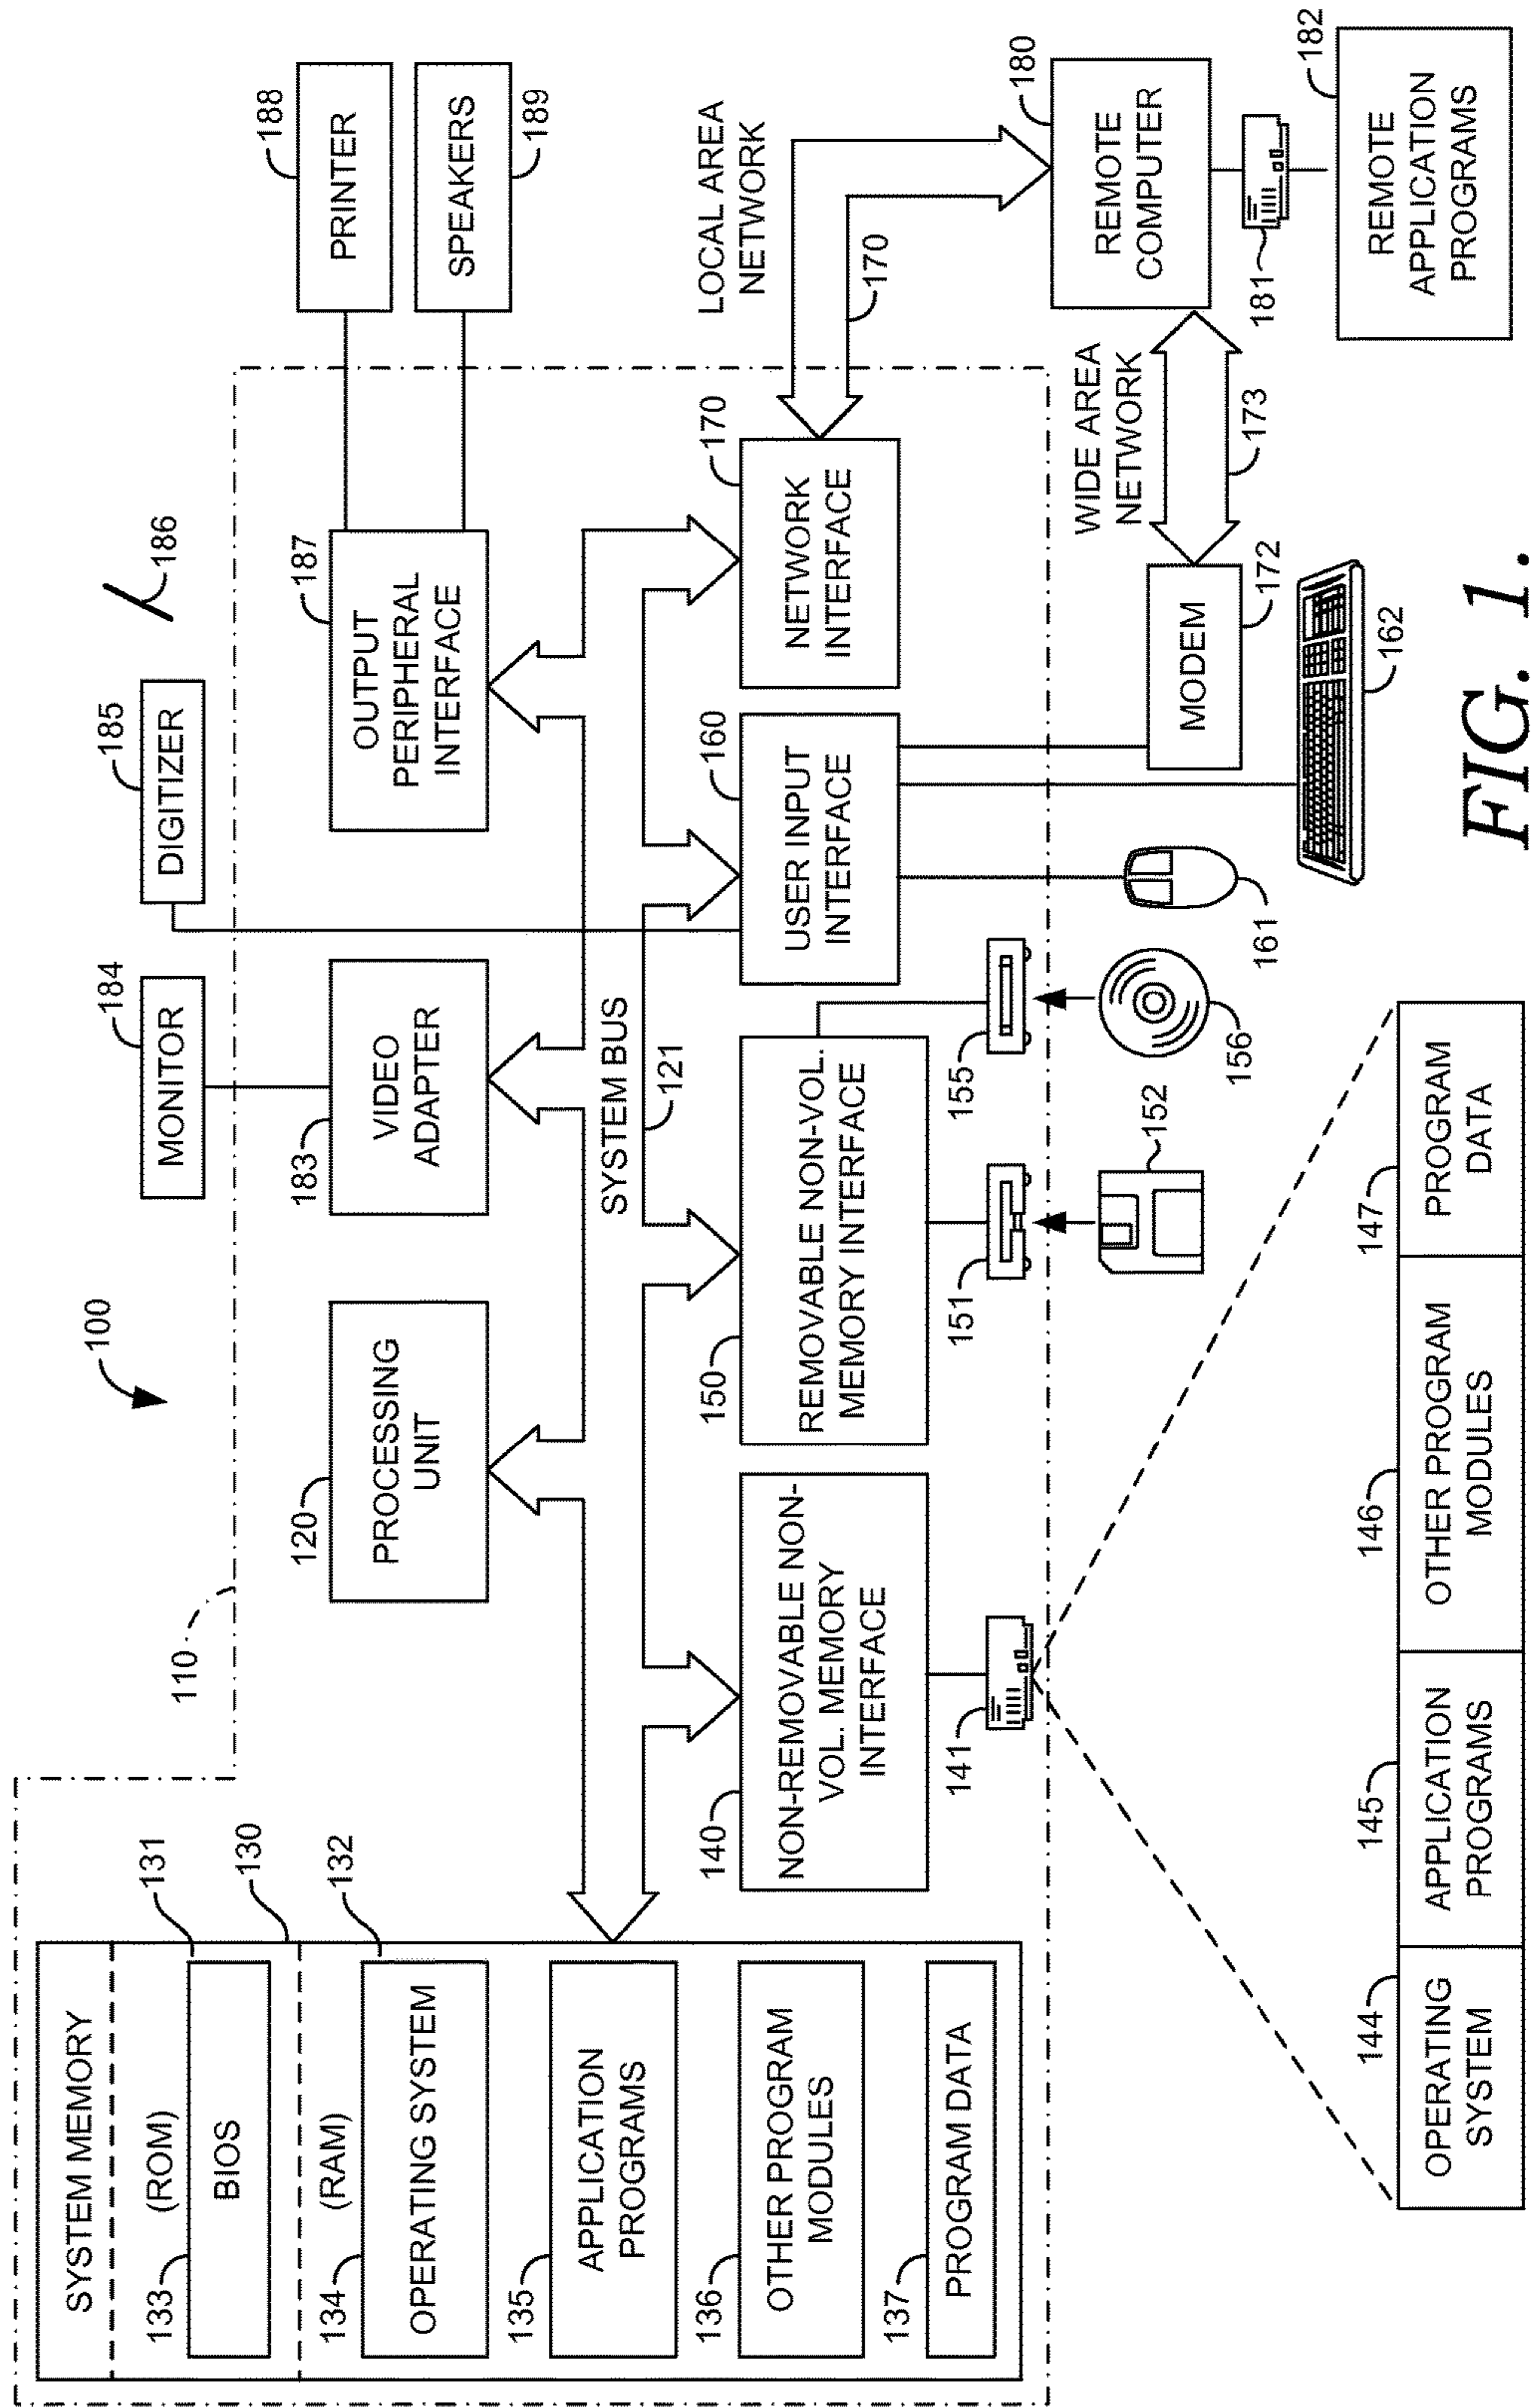 100
110
SYSTEM MEMORY
(ROM)
131
133
BIOS
130
(RAM)
132
134
OPERATING SYSTEM
135
APPLICATION
PROGRAMS
136
OTHER PROGRAM
MODULES
137
PROGRAM DATA
120
PROCESSING
UNIT
184
MONITOR
183
VIDEO
ADAPTER
185
DIGITIZER
186
187
OUTPUT
PERIPHERAL
INTERFACE
188
PRINTER
SPEAKERS
189
SYSTEM BUS
121
140
NON-REMOVABLE NON-
VOL. MEMORY
INTERFACE
141
150
REMOVABLE NON-VOL.
MEMORY INTERFACE
151
155
152
156
160
USER INPUT
INTERFACE
161
162
170
NETWORK
INTERFACE
LOCAL AREA
NETWORK
170
WIDE AREA
NETWORK
173
MODEM
172
180
REMOTE
COMPUTER
181
182
REMOTE
APPLICATION
PROGRAMS
144
OPERATING
SYSTEM
145
APPLICATION
PROGRAMS
146
OTHER PROGRAM
MODULES
147
PROGRAM
DATA
FIG. 1.